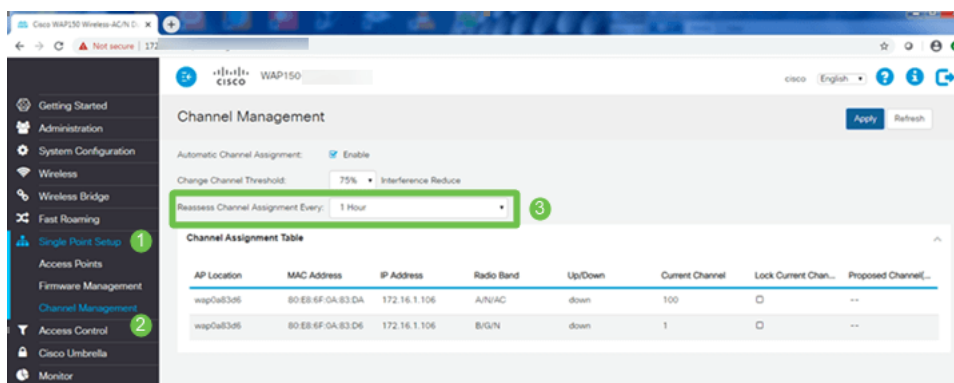 Cisco WAP150 Wireless-AC/N D
Not secure | 172
cisco WAP150
cisco English
Getting Started
Administration
System Configuration
Wireless
Wireless Bridge
Fast Roaming
Single Point Setup 1
Access Points
Firmware Management
Channel Management
2
Access Control
Cisco Umbrella
Monitor
Channel Management
Apply Refresh
Automatic Channel Assignment: Enable
Change Channel Threshold: 75% Interference Reduce
Reassess Channel Assignment Every: 1 Hour 3
Channel Assignment Table
AP Location MAC Address IP Address Radio Band Up/Down Current Channel Lock Current Chan... Proposed Channel(...
wap0a83d6 80:E8:6F:0A:83:DA 172.16.1.106 A/N/AC down 100 --
wap0a83d6 80:E8:6F:0A:83:D6 172.16.1.106 B/G/N down 1 --